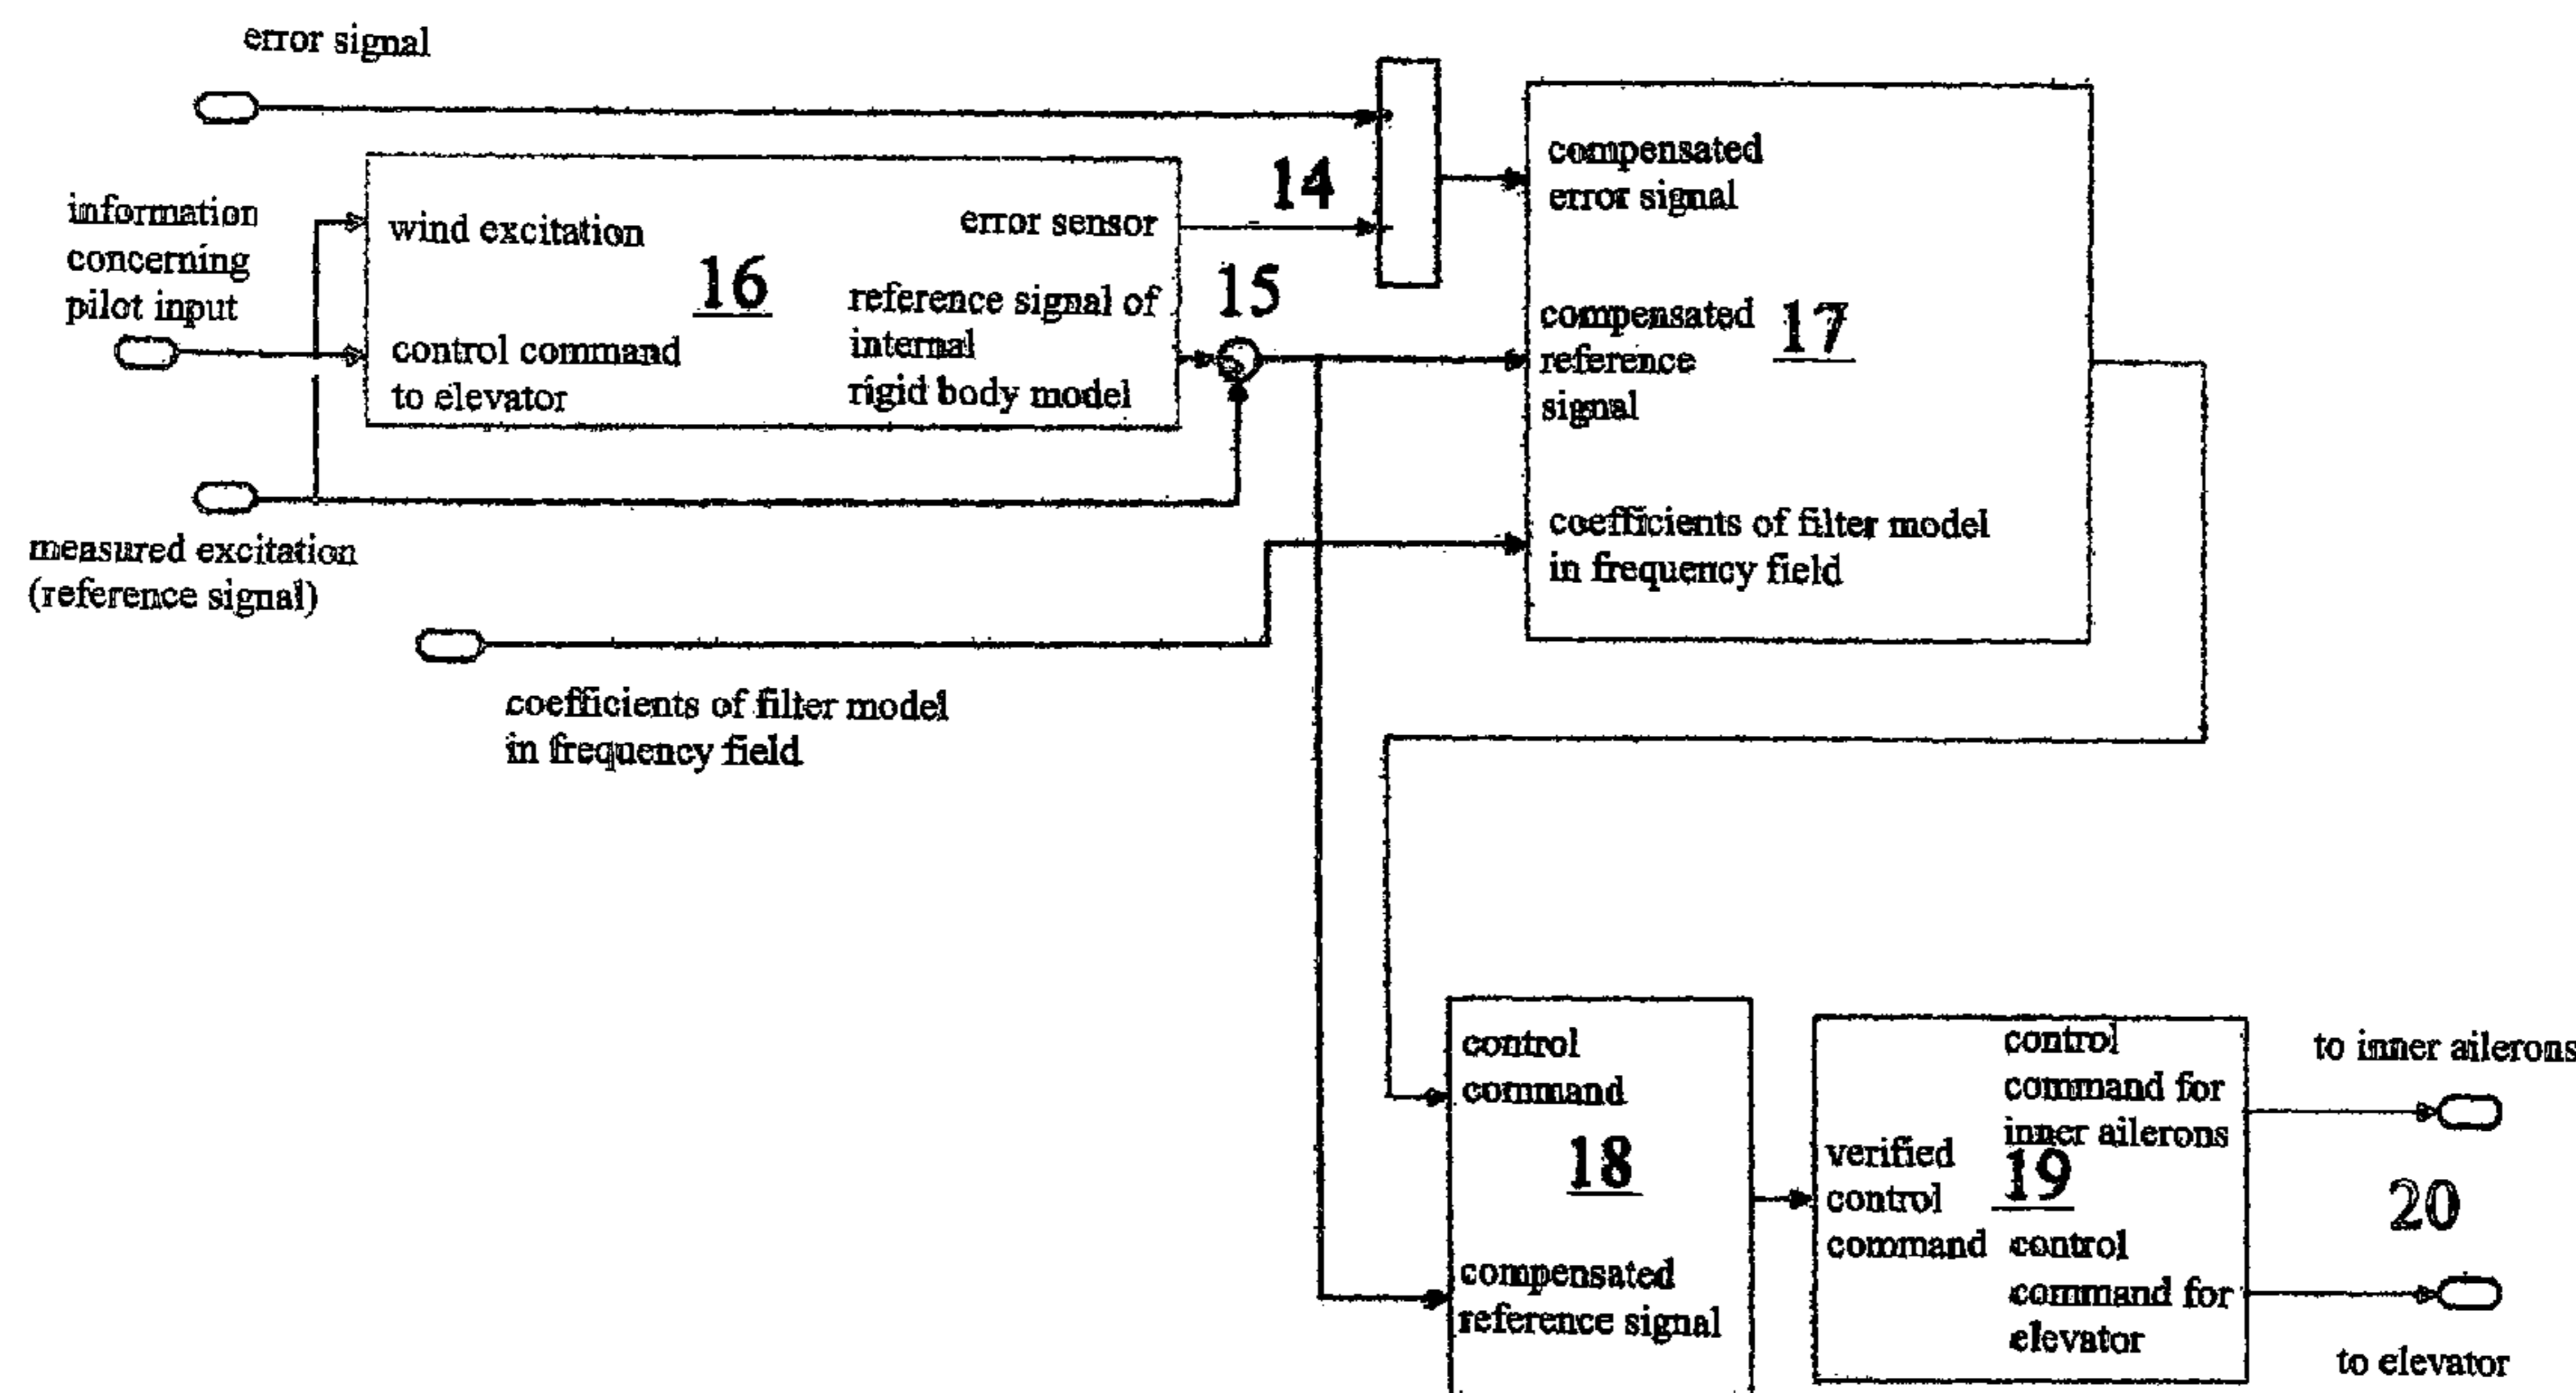 error signal
information
concerning
pilot input
wind excitation
16
control command
to elevator
error sensor
reference signal of
internal
rigid body model
14
15
compensated
error signal
compensated
reference
signal
17
coefficients of filter model
in frequency field
measured excitation
(reference signal)
coefficients of filter model
in frequency field
control
command
18
compensated
reference signal
verified
control
command
19
control
command for
inner ailerons
control
command for
elevator
to inner ailerons
20
to elevator